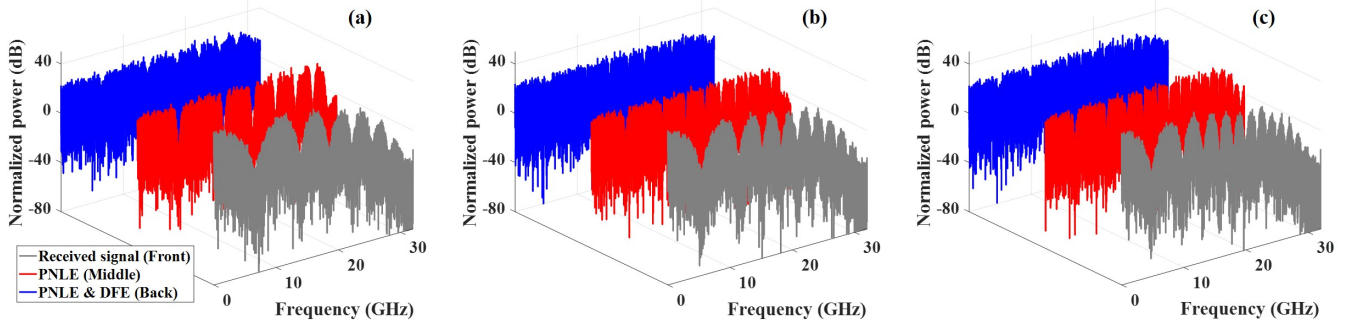 (a)
Normalized power (dB)
40
0
-40
-80
0
10
20
30
Frequency (GHz)
Received signal (Front)
PNLE (Middle)
PNLE & DFE (Back)
(b)
Normalized power (dB)
40
0
-40
-80
0
10
20
30
Frequency (GHz)
(c)
Normalized power (dB)
40
0
-40
-80
0
10
20
30
Frequency (GHz)